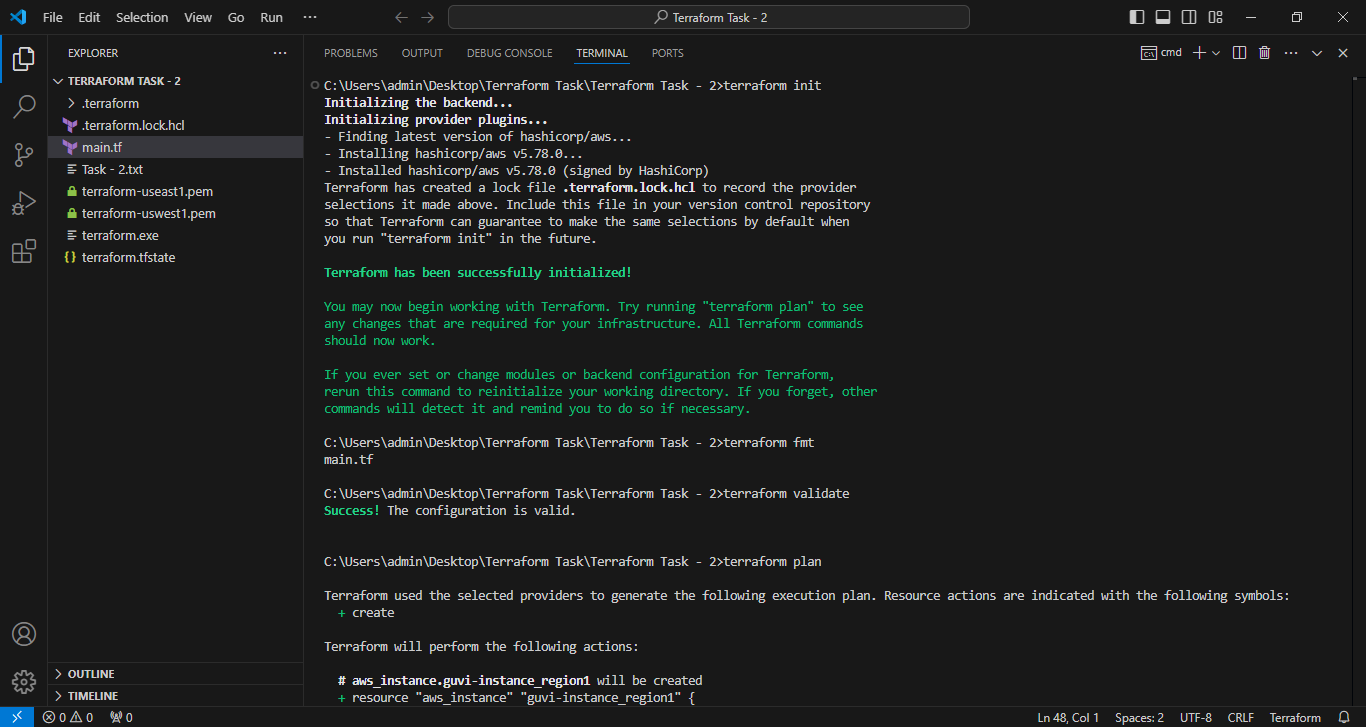 File Edit Selection View Go Run ··· Terraform Task - 2
EXPLORER ···
TERRAFORM TASK - 2
.terraform
.terraform.lock.hcl
main.tf
Task - 2.txt
terraform-useast1.pem
terraform-uswest1.pem
terraform.exe
{} terraform.tfstate
OUTLINE
TIMELINE
PROBLEMS OUTPUT DEBUG CONSOLE TERMINAL PORTS cmd
C:\Users\admin\Desktop\Terraform Task\Terraform Task - 2>terraform init
Initializing the backend...
Initializing provider plugins...
- Finding latest version of hashicorp/aws...
- Installing hashicorp/aws v5.78.0...
- Installed hashicorp/aws v5.78.0 (signed by HashiCorp)
Terraform has created a lock file .terraform.lock.hcl to record the provider
selections it made above. Include this file in your version control repository
so that Terraform can guarantee to make the same selections by default when
you run "terraform init" in the future.
Terraform has been successfully initialized!
You may now begin working with Terraform. Try running "terraform plan" to see
any changes that are required for your infrastructure. All Terraform commands
should now work.
If you ever set or change modules or backend configuration for Terraform,
rerun this command to reinitialize your working directory. If you forget, other
commands will detect it and remind you to do so if necessary.
C:\Users\admin\Desktop\Terraform Task\Terraform Task - 2>terraform fmt
main.tf
C:\Users\admin\Desktop\Terraform Task\Terraform Task - 2>terraform validate
Success! The configuration is valid.
C:\Users\admin\Desktop\Terraform Task\Terraform Task - 2>terraform plan
Terraform used the selected providers to generate the following execution plan. Resource actions are indicated with the following symbols:
+ create
Terraform will perform the following actions:
# aws_instance.guvi-instance_region1 will be created
+ resource "aws_instance" "guvi-instance_region1" {
0 0 0 Ln 48, Col 1 Spaces: 2 UTF-8 CRLF Terraform